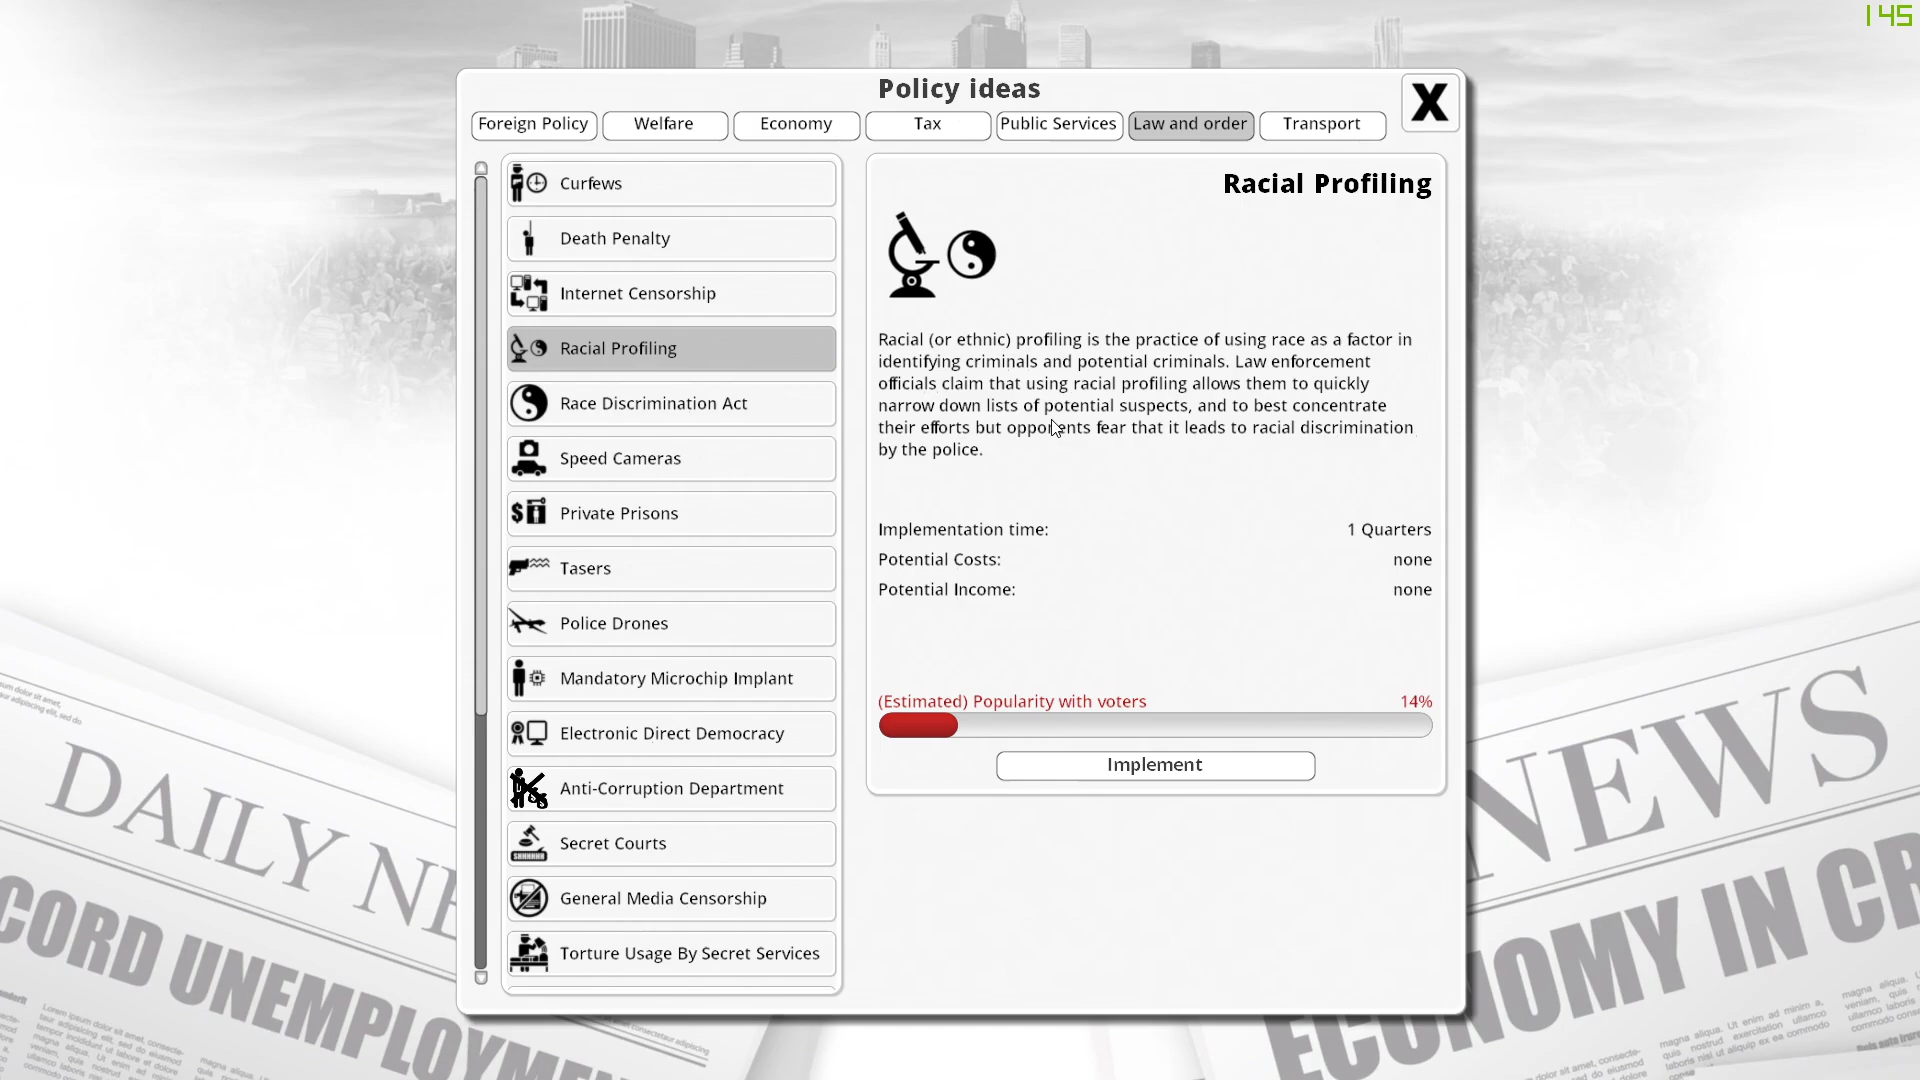 145
Policy ideas
X
Foreign Policy Welfare Economy Tax Public Services Law and order Transport
Curfews
Death Penalty
Internet Censorship
Racial Profiling
Race Discrimination Act
Speed Cameras
Private Prisons
Tasers
Police Drones
Mandatory Microchip Implant
Electronic Direct Democracy
Anti-Corruption Department
Secret Courts
General Media Censorship
Torture Usage By Secret Services
Racial Profiling
Racial (or ethnic) profiling is the practice of using race as a factor in
identifying criminals and potential criminals. Law enforcement
officials claim that using racial profiling allows them to quickly
narrow down lists of potential suspects, and to best concentrate
their efforts but opponents fear that it leads to racial discrimination
by the police.
Implementation time: 1 Quarters
Potential Costs: none
Potential Income: none
(Estimated) Popularity with voters 14%
Implement
DAILY NE
CORD UNEMPLOYM
NEWS
ECONOMY IN CR